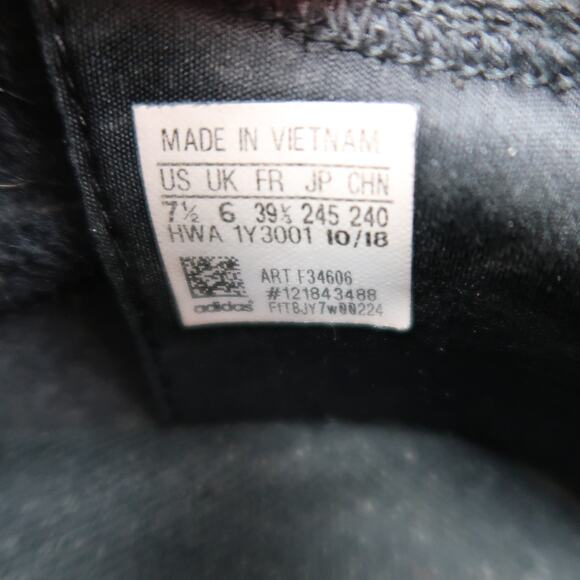 MADE IN VIETNAM
US UK FR JP CHN
7½ 6 39⅓ 245 240
HWA 1Y3001 10/18
ART F34606
#121843488
adidas F1TBJY7w00224